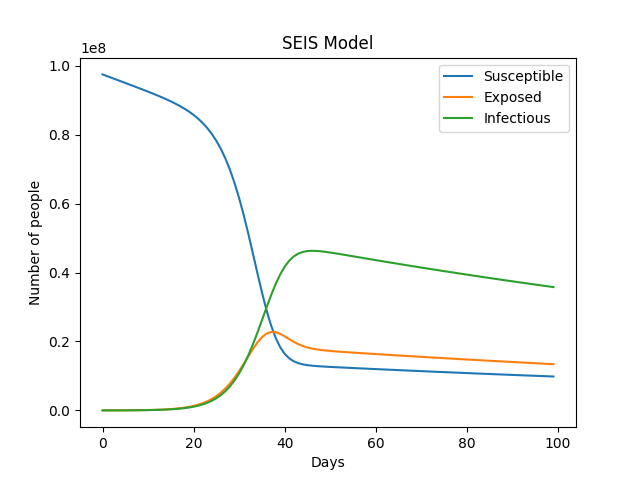 SEIS Model
1e8
Susceptible
Exposed
Infectious
1.0
0.8
0.6
0.4
0.2
0.0
Number of people
0 20 40 60 80 100
Days